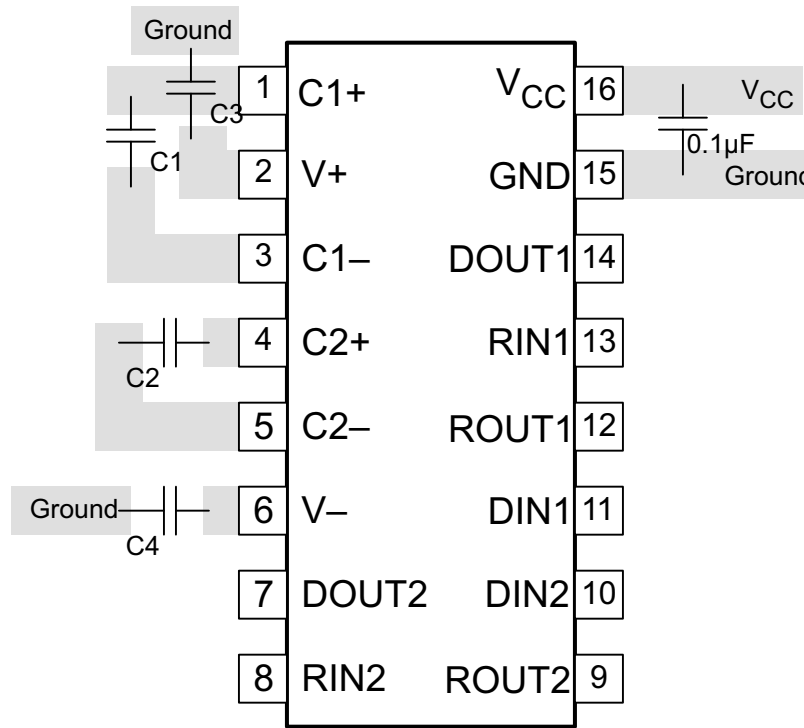 Ground
1 C1+ VCC 16 VCC
C3
C1
0.1µF
2 V+ GND 15 Ground
3 C1– DOUT1 14
4 C2+ RIN1 13
C2
5 C2– ROUT1 12
Ground 6 V– DIN1 11
C4
7 DOUT2 DIN2 10
8 RIN2 ROUT2 9